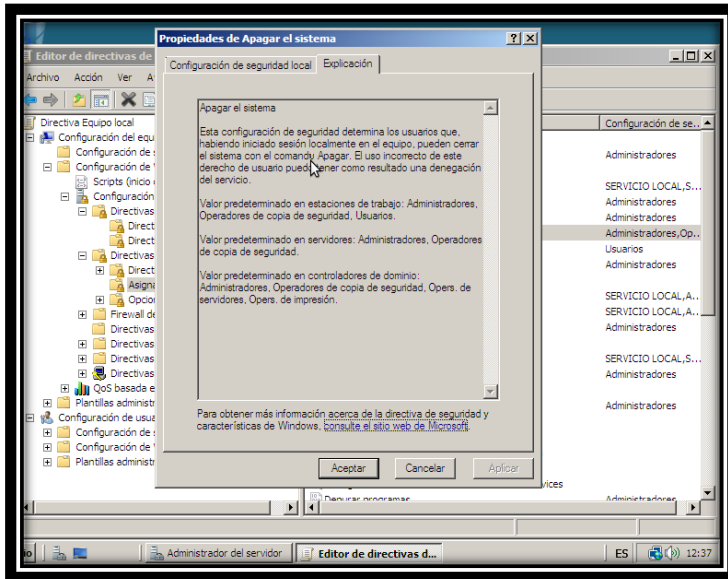 Propiedades de Apagar el sistema
Editor de directivas de
Archivo Acción Ver
Configuración de seguridad local Explicación
Directiva Equipo local
Configuración del equ
Configuración de
Configuración de
Scripts (inicio
Configuración
Directivas
Direct
Direct
Directivas
Direct
Asigna
Opcion
Firewall de
Directivas
Directivas
Directivas
Directivas
QoS basada e
Plantillas administr
Configuración de usua
Configuración de
Configuración de
Plantillas administr
Apagar el sistema
Esta configuración de seguridad determina los usuarios que,
habiendo iniciado sesión localmente en el equipo, pueden cerrar
el sistema con el comando Apagar. El uso incorrecto de este
derecho de usuario puede tener como resultado una denegación
del servicio.
Valor predeterminado en estaciones de trabajo: Administradores,
Operadores de copia de seguridad, Usuarios.
Valor predeterminado en servidores: Administradores, Operadores
de copia de seguridad.
Valor predeterminado en controladores de dominio:
Administradores, Operadores de copia de seguridad, Opers. de
servidores, Opers. de impresión.
Para obtener más información acerca de la directiva de seguridad y
características de Windows, consulte el sitio web de Microsoft.
Aceptar Cancelar Aplicar
Configuración de se...
Administradores
SERVICIO LOCAL,S...
Administradores
Administradores
Administradores,Op...
Usuarios
Administradores
SERVICIO LOCAL,A...
SERVICIO LOCAL,A...
Administradores
SERVICIO LOCAL,S...
Administradores
Administradores
vices
Depurar programas Administradores
io Administrador del servidor Editor de directivas d... ES 12:37